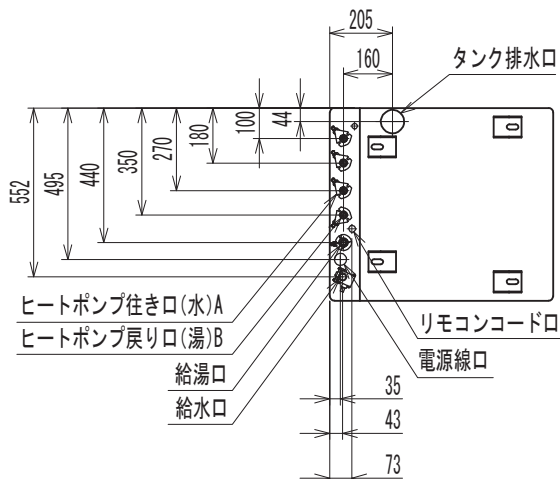 205
160
タンク排水口
44
100
180
270
350
440
495
552
ヒートポンプ往き口(水)A
ヒートポンプ戻り口(湯)B
給湯口
給水口
リモコンコード口
電源線口
35
43
73